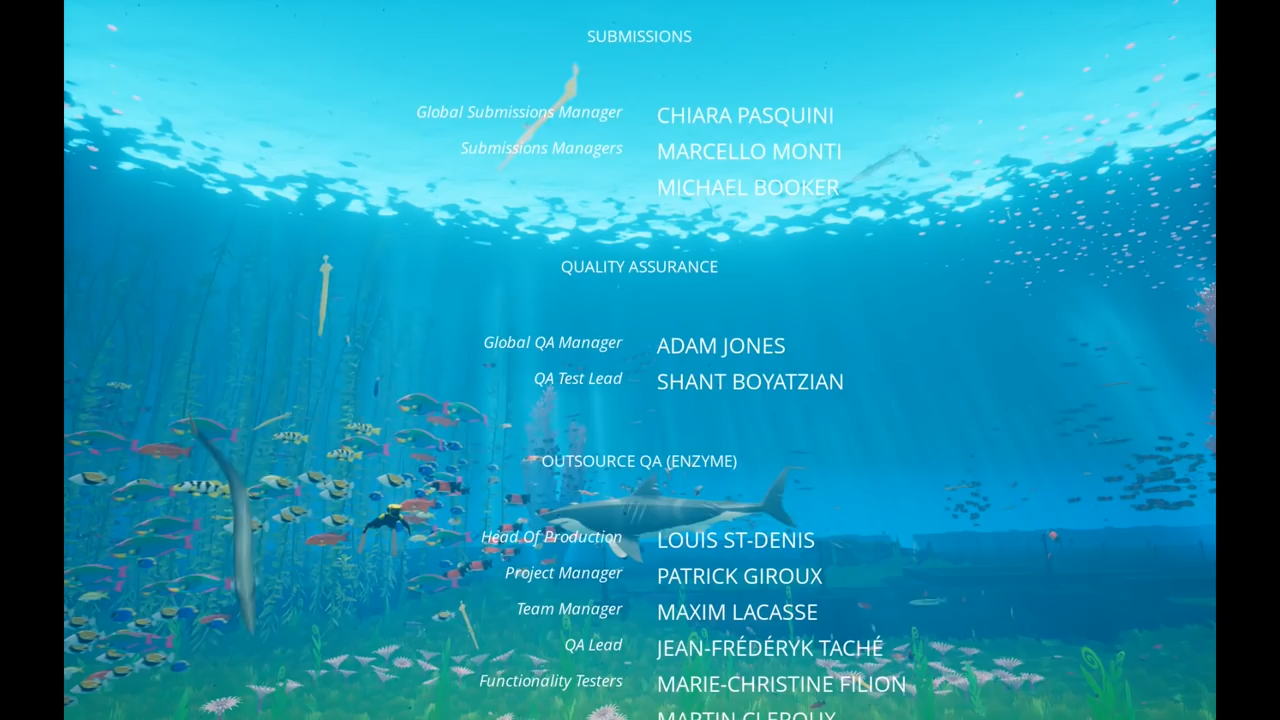 SUBMISSIONS
Global Submissions Manager CHIARA PASQUINI
Submissions Managers MARCELLO MONTI
MICHAEL BOOKER
QUALITY ASSURANCE
Global QA Manager ADAM JONES
QA Test Lead SHANT BOYATZIAN
OUTSOURCE QA (ENZYME)
Head Of Production LOUIS ST-DENIS
Project Manager PATRICK GIROUX
Team Manager MAXIM LACASSE
QA Lead JEAN-FRÉDÉRYK TACHÉ
Functionality Testers MARIE-CHRISTINE FILION
MARTIN CLEROUX